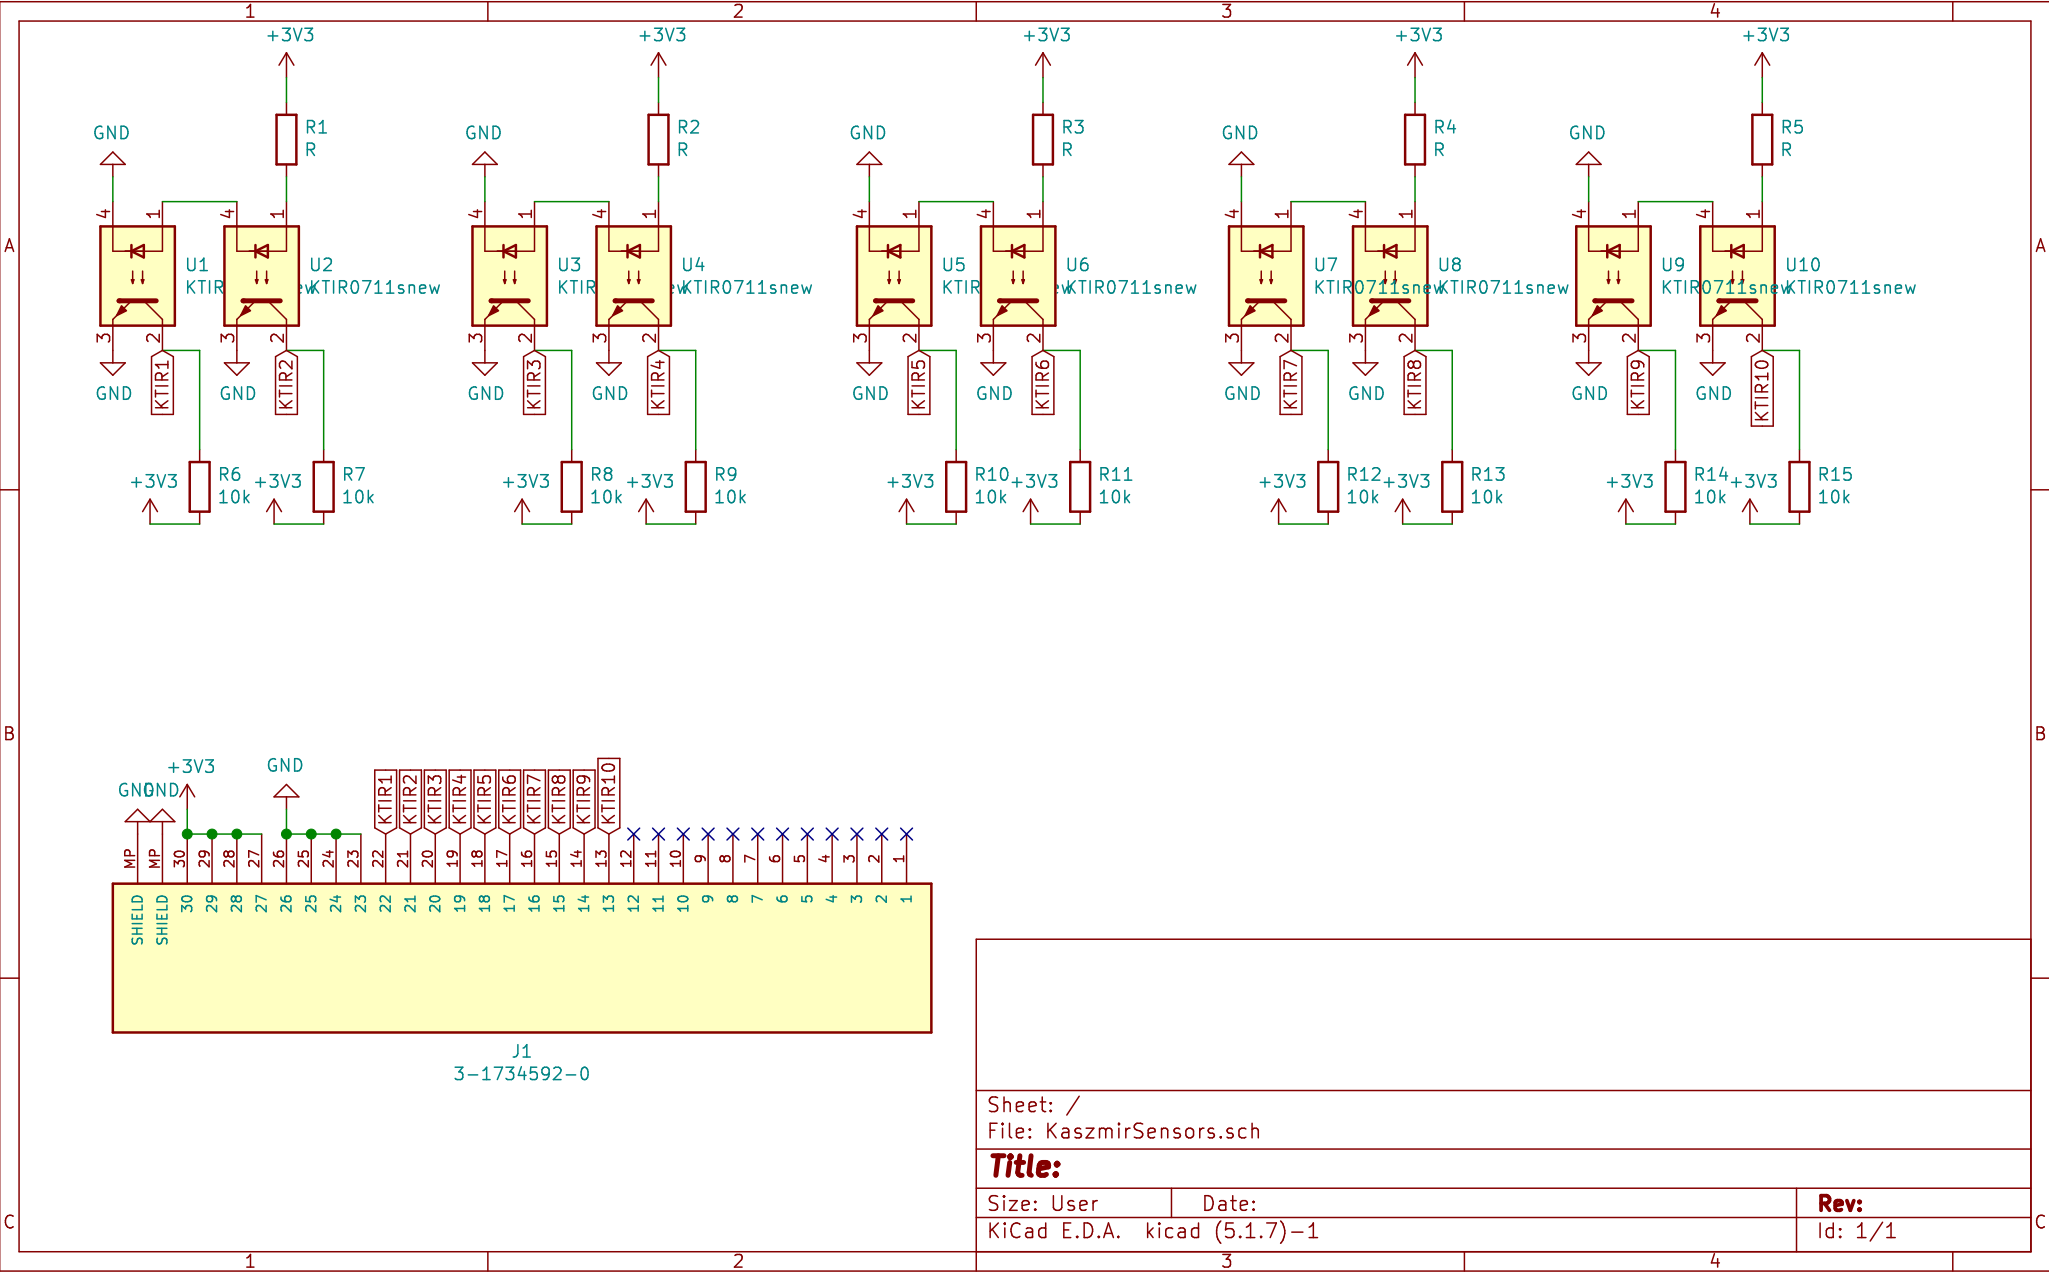 1 2 3 4
+3V3 +3V3 +3V3 +3V3 +3V3
GND R1 GND R2 GND R3 GND R4 GND R5
R R R R R
4 1 4 1 4 1 4 1 4 1 4 1 4 1 4 1 4 1 4 1
A A
U1 U2 U3 U4 U5 U6 U7 U8 U9 U10
KTIR0711snew KTIR0711snew KTIR0711snew KTIR0711snew KTIR0711snew KTIR0711snew KTIR0711snew KTIR0711snew KTIR0711snew KTIR0711snew
3 2 3 2 3 2 3 2 3 2 3 2 3 2 3 2 3 2 3 2
GND KTIR1 GND KTIR2 GND KTIR3 GND KTIR4 GND KTIR5 GND KTIR6 GND KTIR7 GND KTIR8 GND KTIR9 GND KTIR10
+3V3 R6 +3V3 R7 +3V3 R8 +3V3 R9 +3V3 R10 +3V3 R11 +3V3 R12 +3V3 R13 +3V3 R14 +3V3 R15
10k 10k 10k 10k 10k 10k 10k 10k 10k 10k
B B
+3V3 GND
GND GND KTIR1 KTIR2 KTIR3 KTIR4 KTIR5 KTIR6 KTIR7 KTIR8 KTIR9 KTIR10
MP MP 30 29 28 27 26 25 24 23 22 21 20 19 18 17 16 15 14 13 12 11 10 9 8 7 6 5 4 3 2 1
SHIELD SHIELD 30 29 28 27 26 25 24 23 22 21 20 19 18 17 16 15 14 13 12 11 10 9 8 7 6 5 4 3 2 1
J1
3-1734592-0
Sheet: /
File: KaszmirSensors.sch
Title:
Size: User Date: Rev:
KiCad E.D.A. kicad (5.1.7)-1 Id: 1/1
C C
1 2 3 4